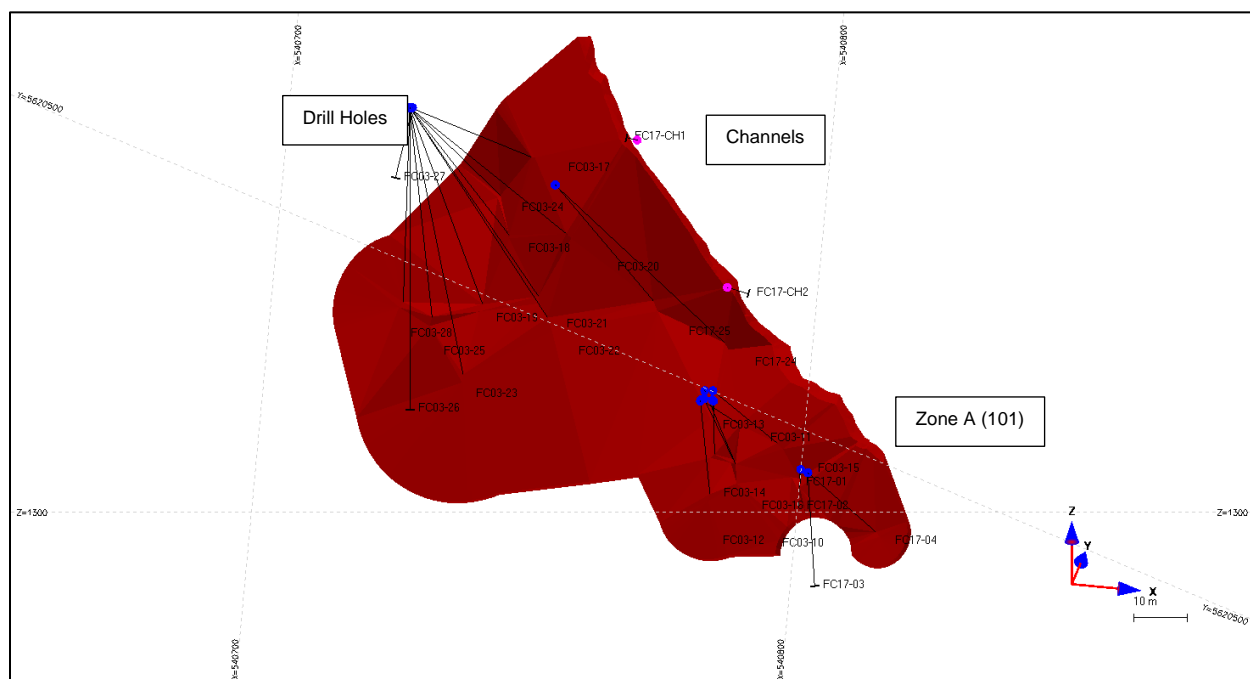 X=540700
X=540800
Y=5620500
Drill Holes
Channels
FC17-CH1
FC03-17
FC03-27
FC03-24
FC03-18
FC03-20
FC17-CH2
FC03-19
FC03-21
FC03-28
FC17-25
FC03-25
FC03-22
FC17-24
FC03-23
FC03-26
Zone A (101)
FC03-13
FC03-11
FC03-15
FC17-01
FC03-14
FC17-08
Z=1300
Z=1300
FC03-12
FC03-10
FC17-04
FC17-03
Z
Y
X
10 m
Y=5620500
X=540700
X=540800